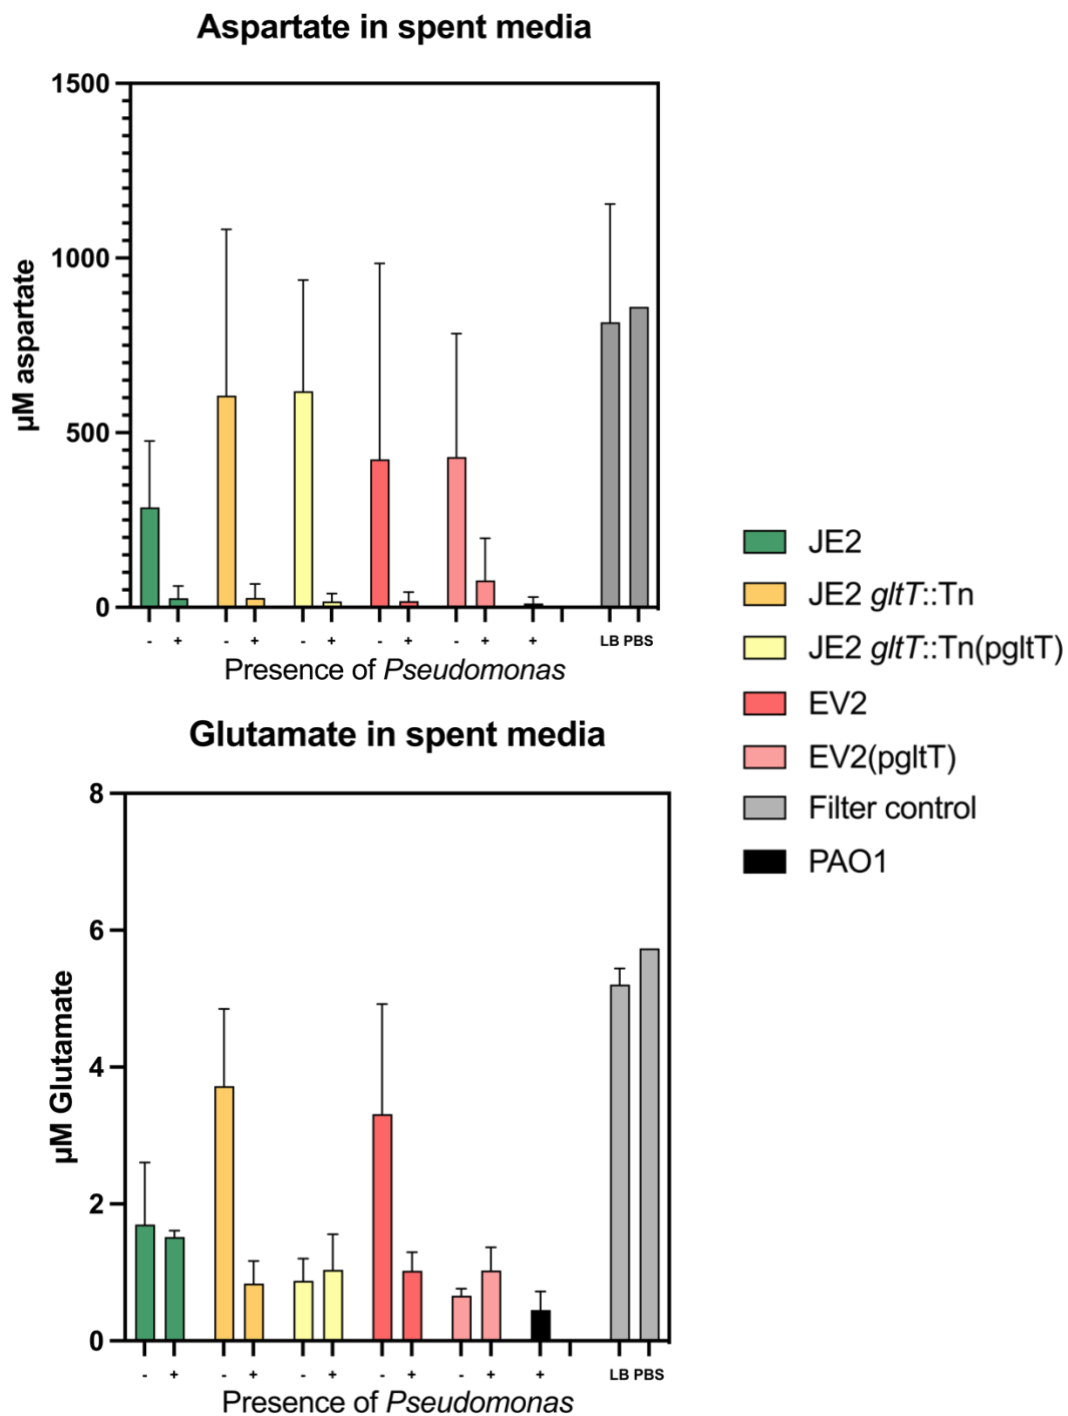 Aspartate in spent media
1500
1000
500
0
µM aspartate
- + - + - + - + - + + LB PBS
Presence of Pseudomonas
Glutamate in spent media
8
6
4
2
0
µM Glutamate
- + - + - + - + - + + LB PBS
Presence of Pseudomonas
JE2
JE2 gltT::Tn
JE2 gltT::Tn(pgltT)
EV2
EV2(pgltT)
Filter control
PAO1